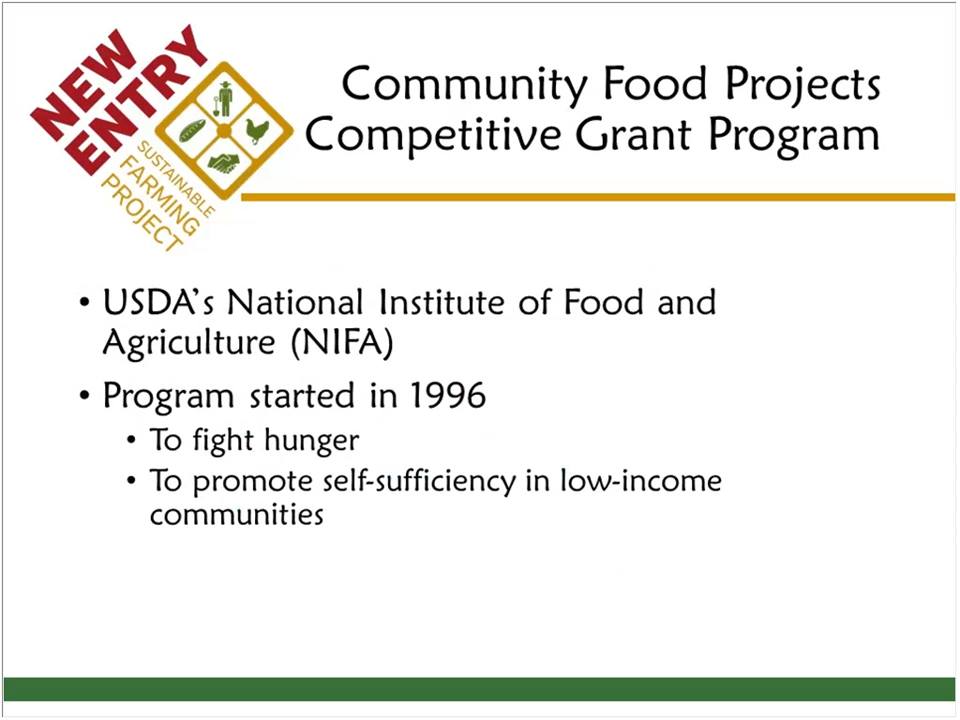 NEW
ENTRY
SUSTAINABLE
FARMING
PROJECT
Community Food Projects
Competitive Grant Program
• USDA's National Institute of Food and
Agriculture (NIFA)
• Program started in 1996
• To fight hunger
• To promote self-sufficiency in low-income
communities